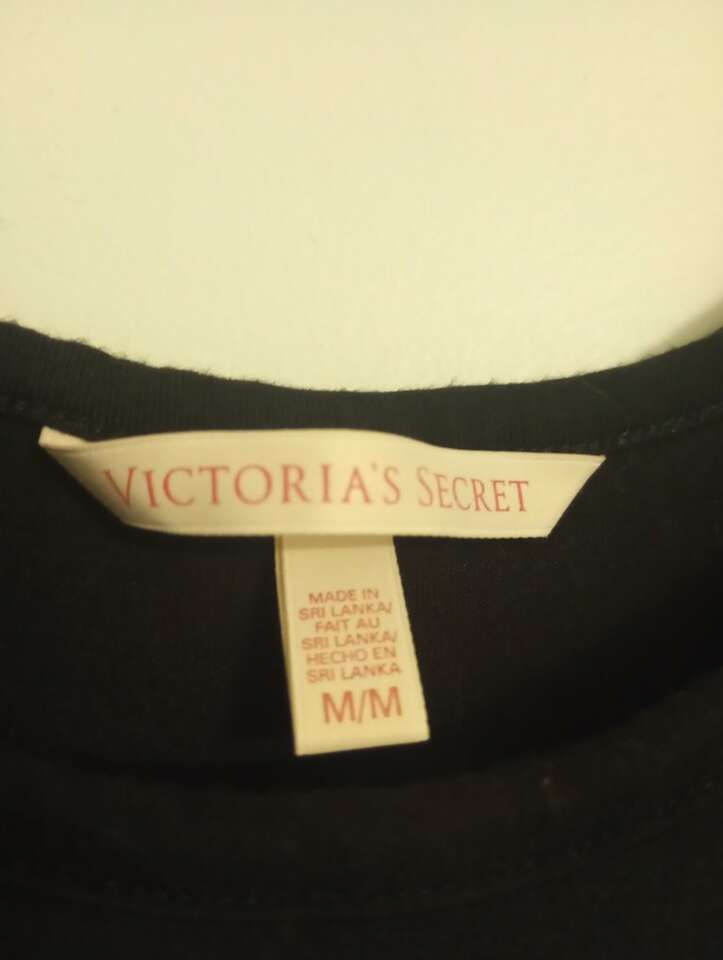 VICTORIA'S SECRET
MADE IN
SRI LANKA/
FAIT AU
SRI LANKA/
HECHO EN
SRI LANKA
M/M